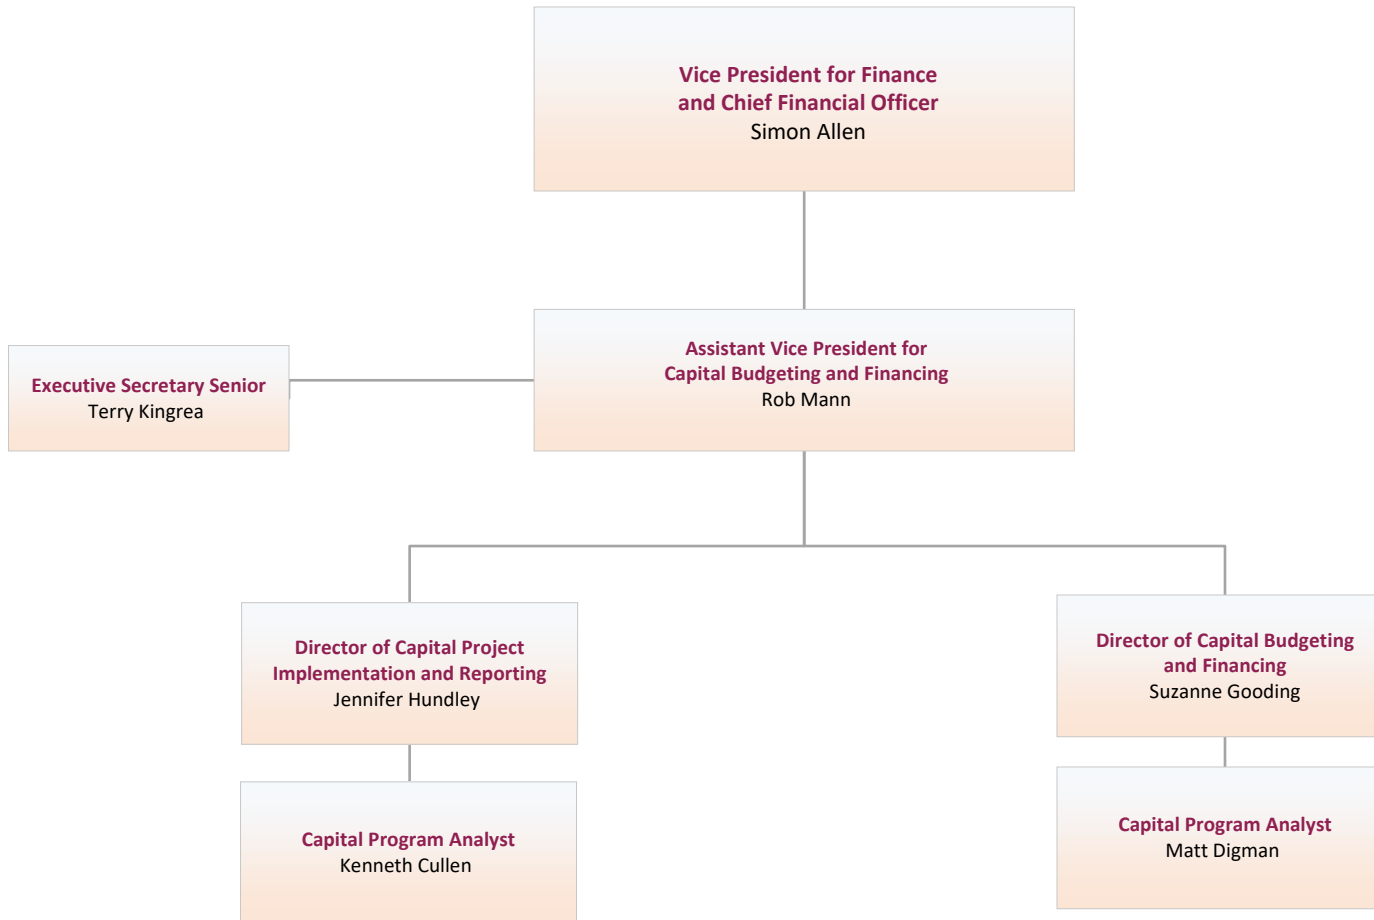 Vice President for Finance
and Chief Financial Officer
Simon Allen
Assistant Vice President for
Capital Budgeting and Financing
Rob Mann
Executive Secretary Senior
Terry Kingrea
Director of Capital Project
Implementation and Reporting
Jennifer Hundley
Director of Capital Budgeting
and Financing
Suzanne Gooding
Capital Program Analyst
Kenneth Cullen
Capital Program Analyst
Matt Digman